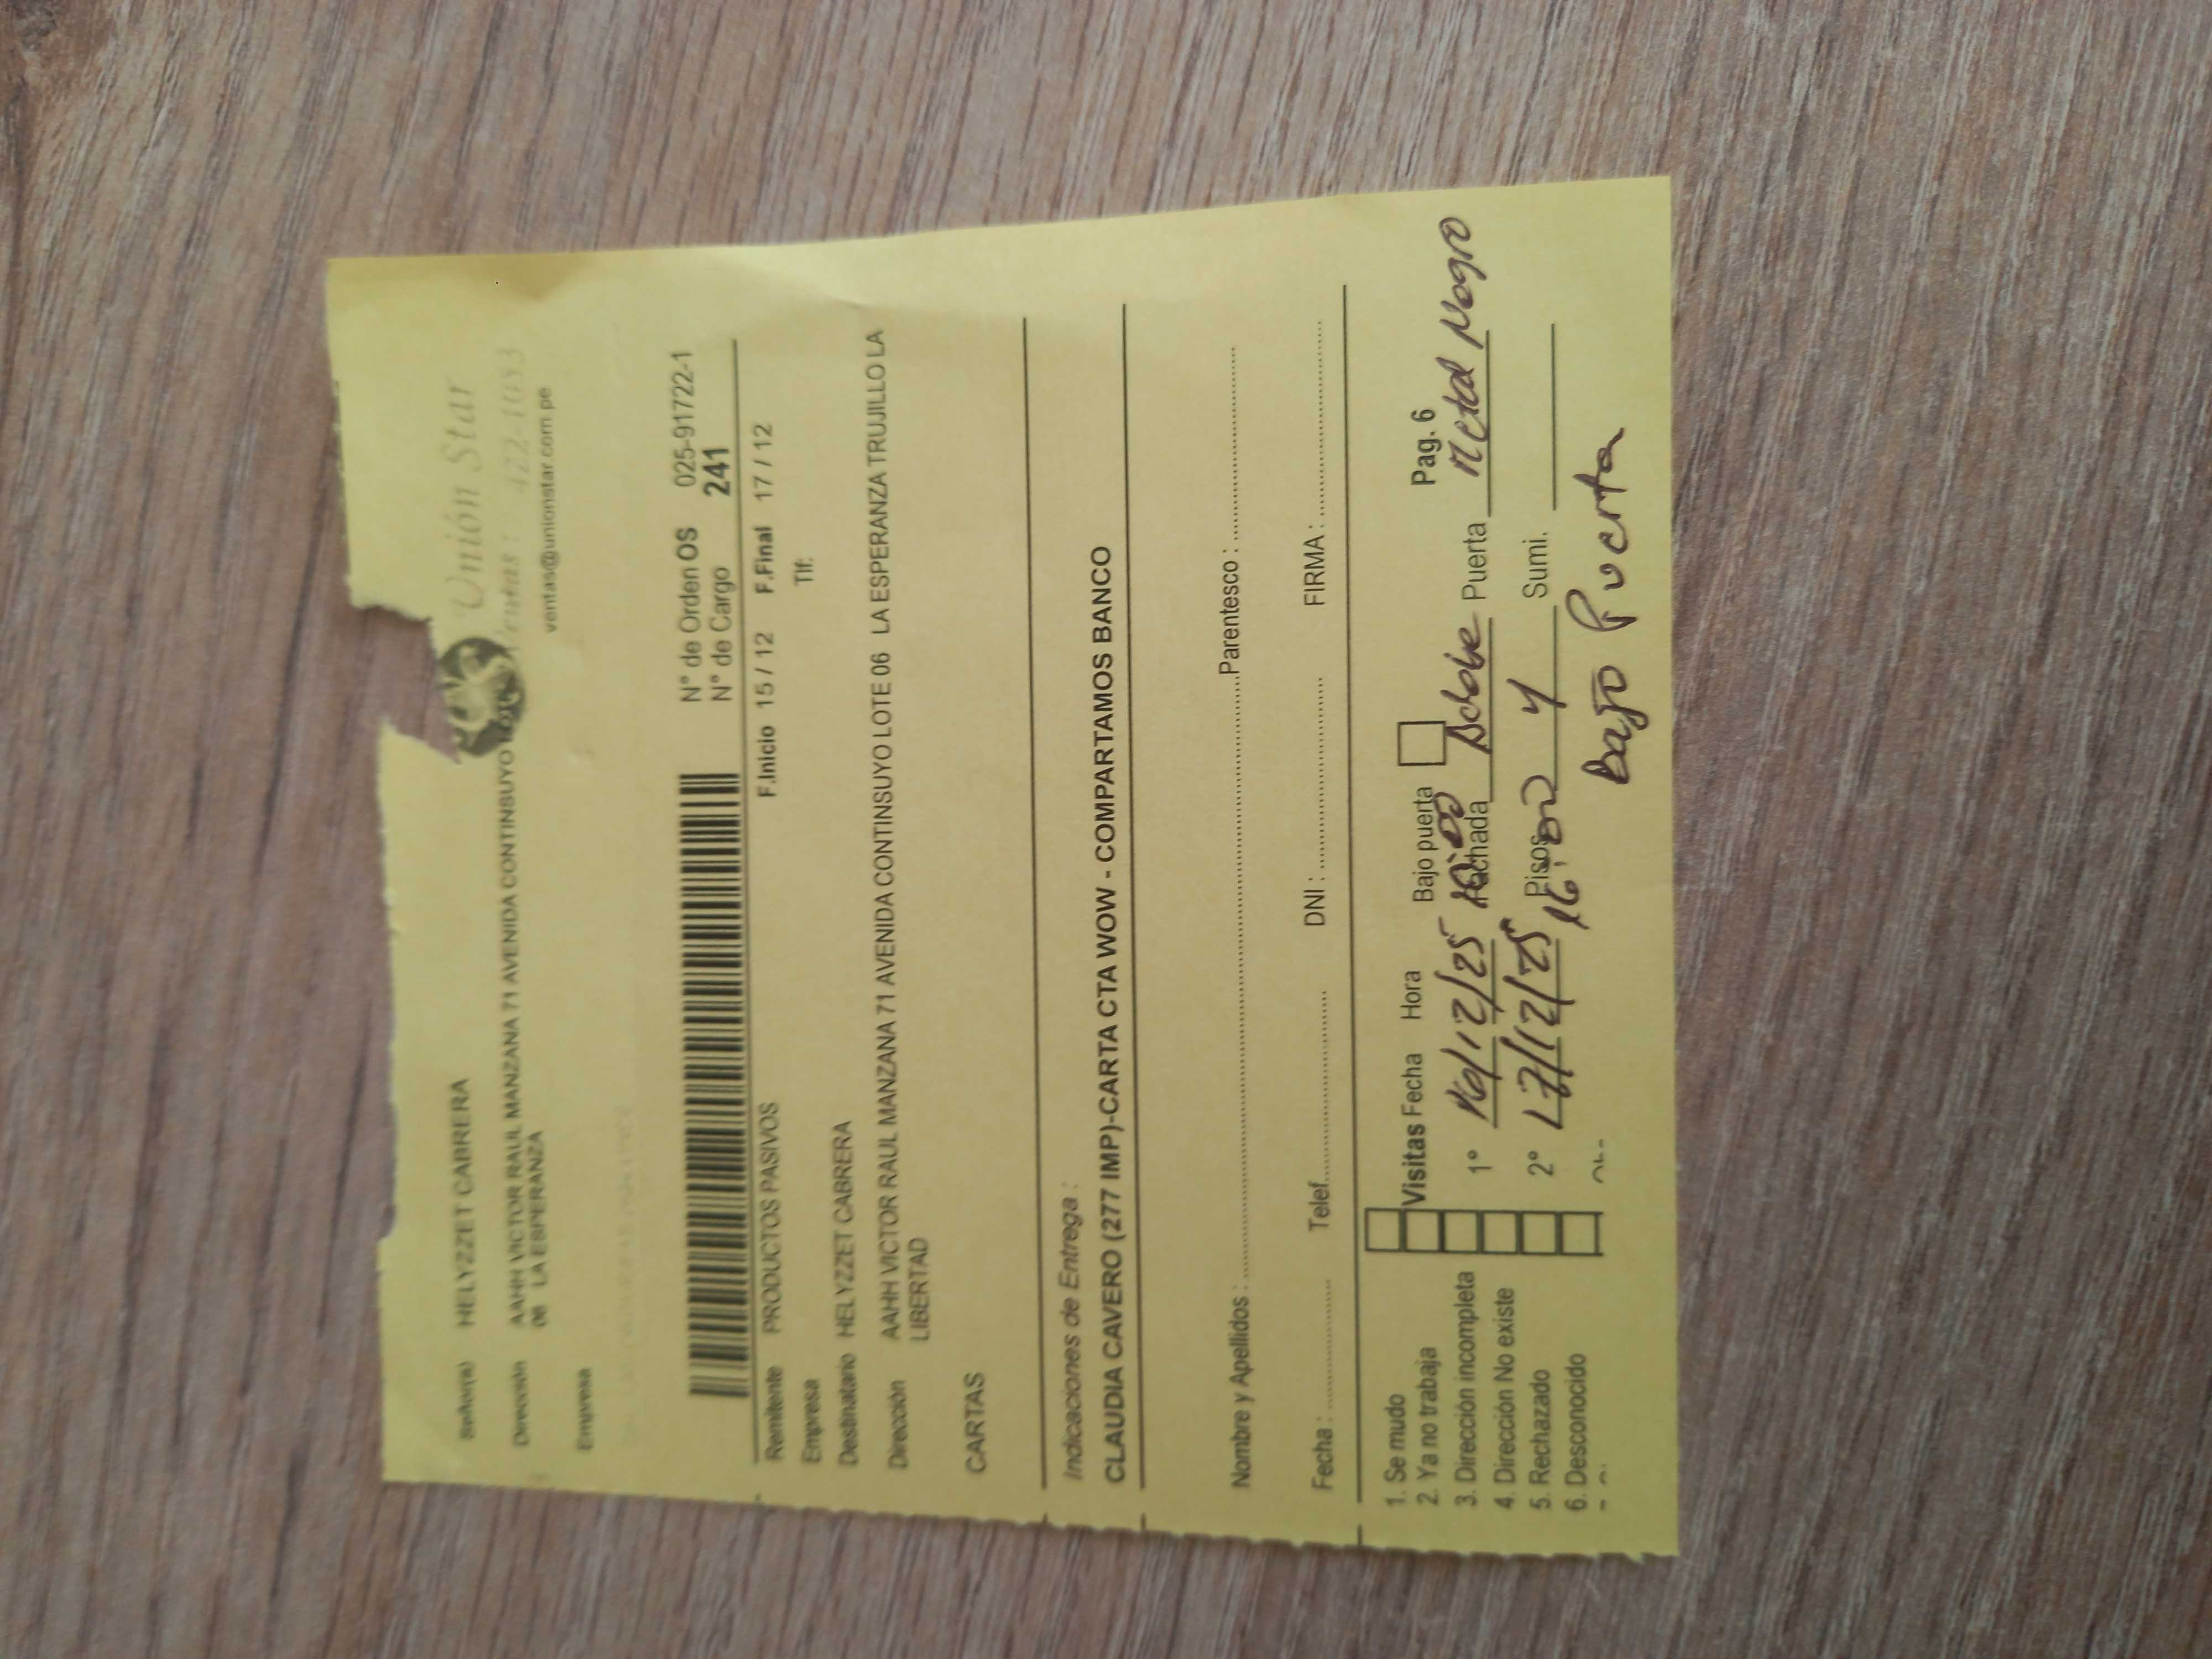 Unión Star
Ventas : 422-1053
ventas@unionstar.com.pe
Señor(a) HELYZZET CABRERA
Dirección AAHH VICTOR RAUL MANZANA 71 AVENIDA CONTINSUYO
06 LA ESPERANZA
Empresa
N° de Orden OS 025-91722-1
N° de Cargo 241
Remitente PRODUCTOS PASIVOS F.Inicio 15 / 12 F.Final 17 / 12
Empresa Tlf:
Destinatario HELYZZET CABRERA
Dirección AAHH VICTOR RAUL MANZANA 71 AVENIDA CONTINSUYO LOTE 06 LA ESPERANZA TRUJILLO LA
LIBERTAD
CARTAS
Indicaciones de Entrega :
CLAUDIA CAVERO (277 IMP)-CARTA CTA WOW - COMPARTAMOS BANCO
Nombre y Apellidos : Parentesco :
Fecha : Telef. DNI : FIRMA :
1. Se mudo
2. Ya no trabaja Visitas Fecha Hora Bajo puerta Pag. 6
3. Dirección incompleta 1° 16/12/25 Fachada Adobe Puerta Metal Negro
4. Dirección No existe
5. Rechazado 2° 17/12/25 16:02 Pisos 4 Sumi.
6. Desconocido Bajo Puerta